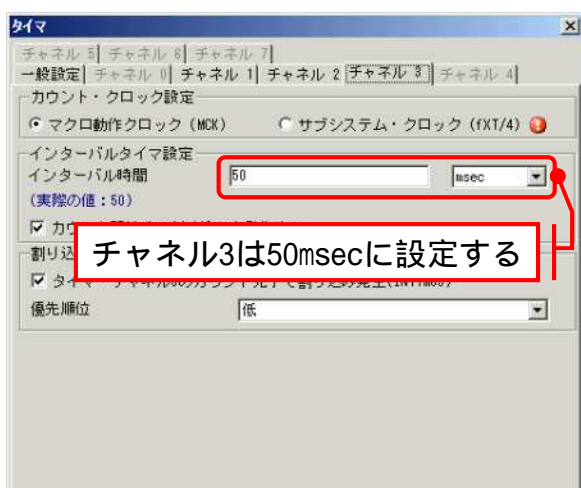 タイマ
チャネル 5 チャネル 6 チャネル 7
一般設定 チャネル 0 チャネル 1 チャネル 2 チャネル 3 チャネル 4
カウント・クロック設定
マクロ動作クロック (MCK) サブシステム・クロック (fXT/4)
インターバルタイマ設定
インターバル時間 50 msec
(実際の値：50)
チャネル3は50msecに設定する
割り込
優先順位 低